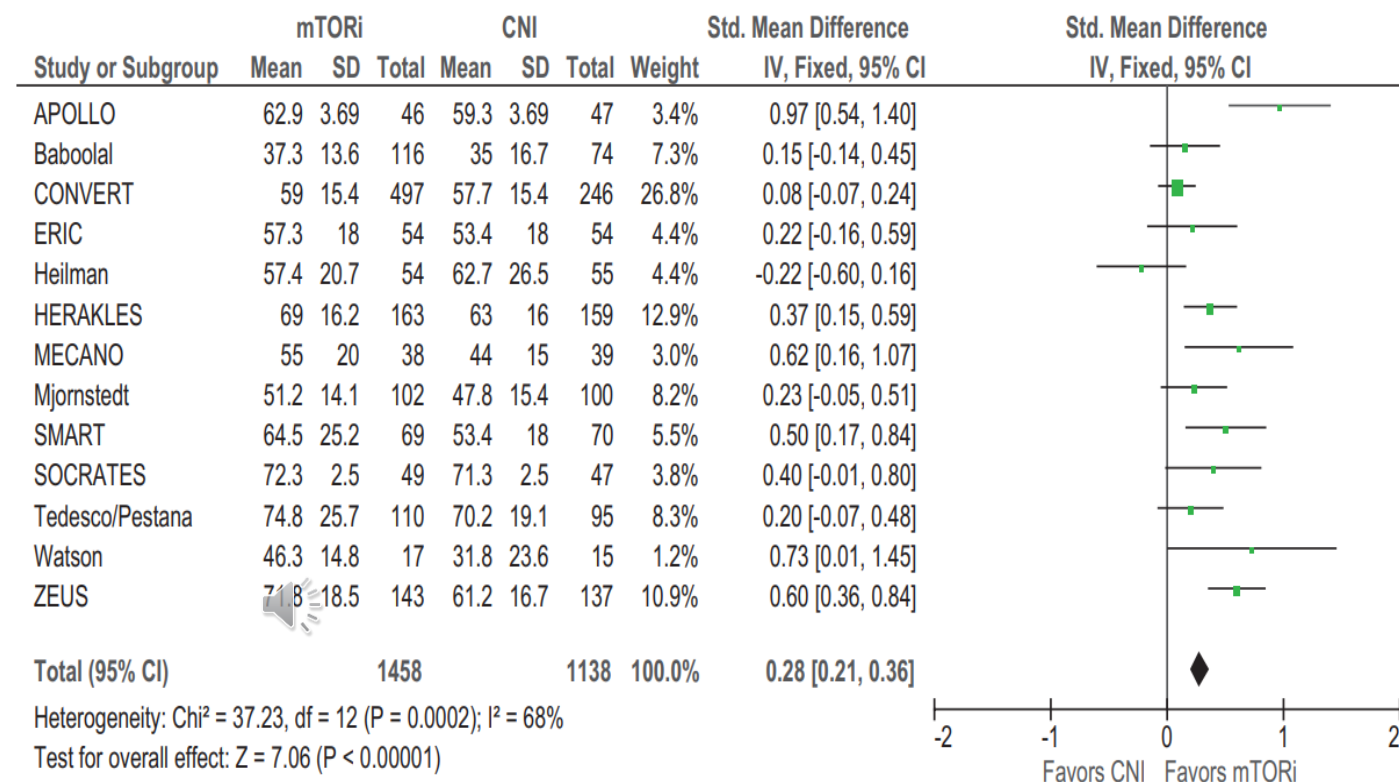 mTORi CNI Std. Mean Difference Std. Mean Difference
Study or Subgroup Mean SD Total Mean SD Total Weight IV, Fixed, 95% CI IV, Fixed, 95% CI
APOLLO 62.9 3.69 46 59.3 3.69 47 3.4% 0.97 [0.54, 1.40]
Baboolal 37.3 13.6 116 35 16.7 74 7.3% 0.15 [-0.14, 0.45]
CONVERT 59 15.4 497 57.7 15.4 246 26.8% 0.08 [-0.07, 0.24]
ERIC 57.3 18 54 53.4 18 54 4.4% 0.22 [-0.16, 0.59]
Heilman 57.4 20.7 54 62.7 26.5 55 4.4% -0.22 [-0.60, 0.16]
HERAKLES 69 16.2 163 63 16 159 12.9% 0.37 [0.15, 0.59]
MECANO 55 20 38 44 15 39 3.0% 0.62 [0.16, 1.07]
Mjornstedt 51.2 14.1 102 47.8 15.4 100 8.2% 0.23 [-0.05, 0.51]
SMART 64.5 25.2 69 53.4 18 70 5.5% 0.50 [0.17, 0.84]
SOCRATES 72.3 2.5 49 71.3 2.5 47 3.8% 0.40 [-0.01, 0.80]
Tedesco/Pestana 74.8 25.7 110 70.2 19.1 95 8.3% 0.20 [-0.07, 0.48]
Watson 46.3 14.8 17 31.8 23.6 15 1.2% 0.73 [0.01, 1.45]
ZEUS 71.8 18.5 143 61.2 16.7 137 10.9% 0.60 [0.36, 0.84]
Total (95% CI) 1458 1138 100.0% 0.28 [0.21, 0.36]
Heterogeneity: Chi² = 37.23, df = 12 (P = 0.0002); I² = 68%
Test for overall effect: Z = 7.06 (P < 0.00001)
-2 -1 0 1 2
Favors CNI Favors mTORi